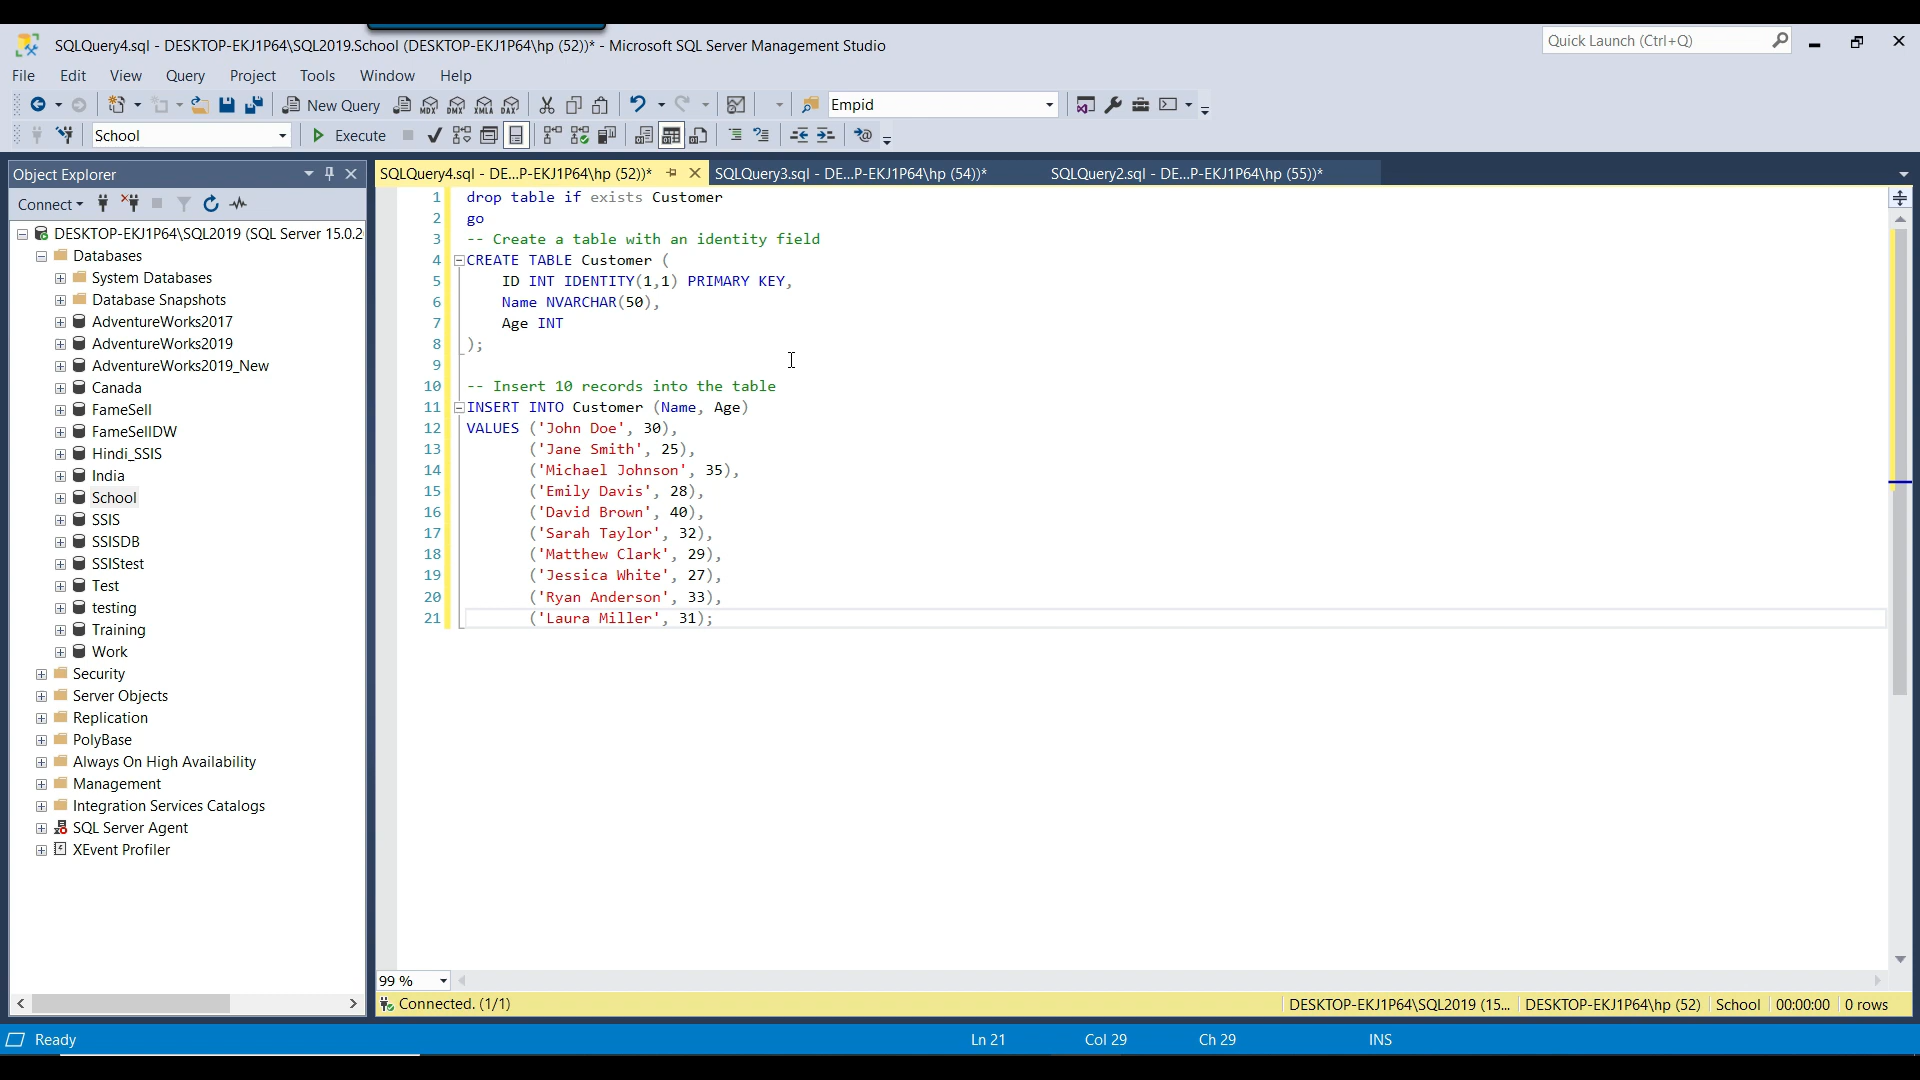 SQLQuery4.sql - DESKTOP-EKJ1P64\SQL2019.School (DESKTOP-EKJ1P64\hp (52))* - Microsoft SQL Server Management Studio
Quick Launch (Ctrl+Q)
File Edit View Query Project Tools Window Help
New Query MDX DMX XMLA DAX Empid
School Execute
Object Explorer
SQLQuery4.sql - DE...P-EKJ1P64\hp (52))* SQLQuery3.sql - DE...P-EKJ1P64\hp (54))* SQLQuery2.sql - DE...P-EKJ1P64\hp (55))*
Connect
DESKTOP-EKJ1P64\SQL2019 (SQL Server 15.0.2
Databases
System Databases
Database Snapshots
AdventureWorks2017
AdventureWorks2019
AdventureWorks2019_New
Canada
FameSell
FameSellDW
Hindi_SSIS
India
School
SSIS
SSISDB
SSIStest
Test
testing
Training
Work
Security
Server Objects
Replication
PolyBase
Always On High Availability
Management
Integration Services Catalogs
SQL Server Agent
XEvent Profiler
1 drop table if exists Customer
2 go
3 -- Create a table with an identity field
4 CREATE TABLE Customer (
5 ID INT IDENTITY(1,1) PRIMARY KEY,
6 Name NVARCHAR(50),
7 Age INT
8 );
9
10 -- Insert 10 records into the table
11 INSERT INTO Customer (Name, Age)
12 VALUES ('John Doe', 30),
13 ('Jane Smith', 25),
14 ('Michael Johnson', 35),
15 ('Emily Davis', 28),
16 ('David Brown', 40),
17 ('Sarah Taylor', 32),
18 ('Matthew Clark', 29),
19 ('Jessica White', 27),
20 ('Ryan Anderson', 33),
21 ('Laura Miller', 31);
99 %
Connected. (1/1) DESKTOP-EKJ1P64\SQL2019 (15... DESKTOP-EKJ1P64\hp (52) School 00:00:00 0 rows
Ready Ln 21 Col 29 Ch 29 INS